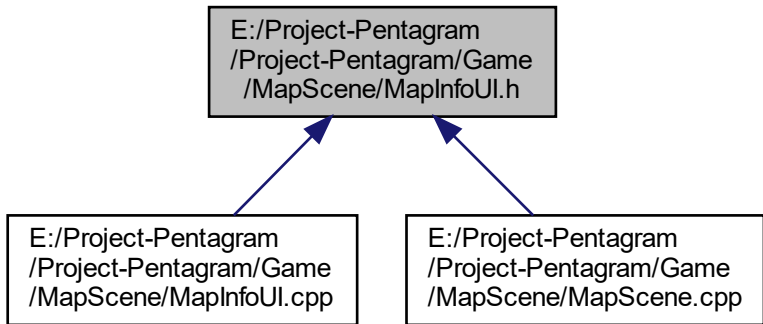 E:/Project-Pentagram
/Project-Pentagram/Game
/MapScene/MapInfoUI.h
E:/Project-Pentagram
/Project-Pentagram/Game
/MapScene/MapInfoUI.cpp
E:/Project-Pentagram
/Project-Pentagram/Game
/MapScene/MapScene.cpp